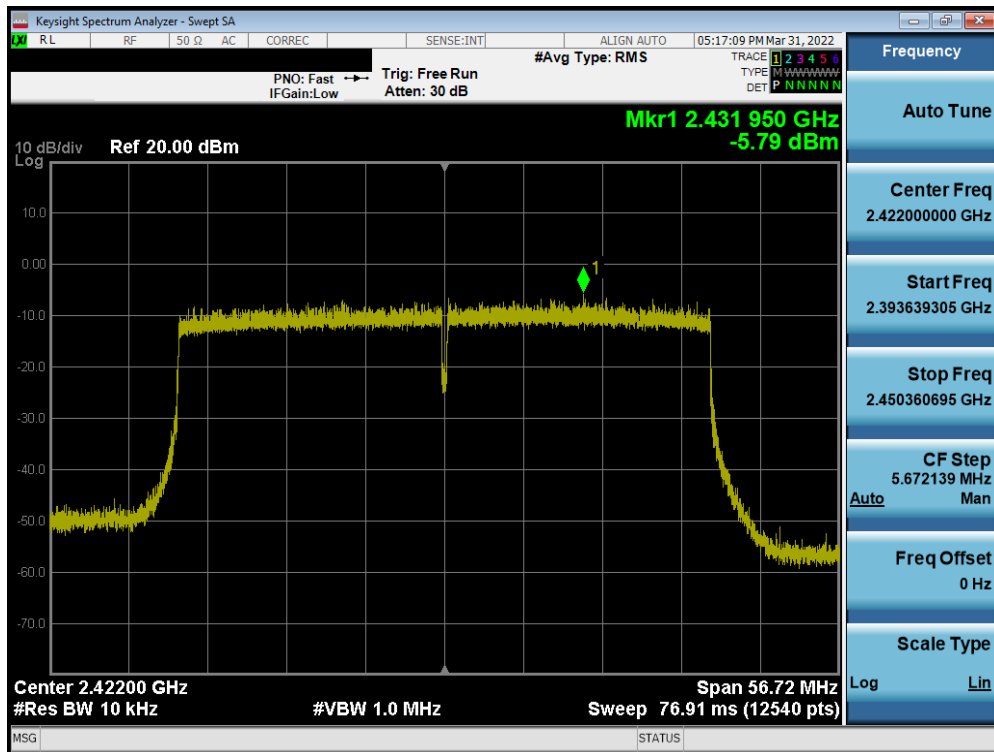 Keysight Spectrum Analyzer - Swept SA
LXI RL RF 50 Ω AC CORREC SENSE:INT ALIGN AUTO 05:17:09 PM Mar 31, 2022
Frequency
#Avg Type: RMS
TRACE 1 2 3 4 5 6
PNO: Fast Trig: Free Run
TYPE M W W W W W
IFGain:Low Atten: 30 dB
DET P N N N N N
Auto Tune
Mkr1 2.431 950 GHz
-5.79 dBm
10 dB/div Ref 20.00 dBm
Log
10.0
0.00
-10.0
-20.0
-30.0
-40.0
-50.0
-60.0
-70.0
1
Center Freq
2.422000000 GHz
Start Freq
2.393639305 GHz
Stop Freq
2.450360695 GHz
CF Step
5.672139 MHz
Auto Man
Freq Offset
0 Hz
Scale Type
Log Lin
Center 2.42200 GHz Span 56.72 MHz
#Res BW 10 kHz #VBW 1.0 MHz Sweep 76.91 ms (12540 pts)
MSG STATUS